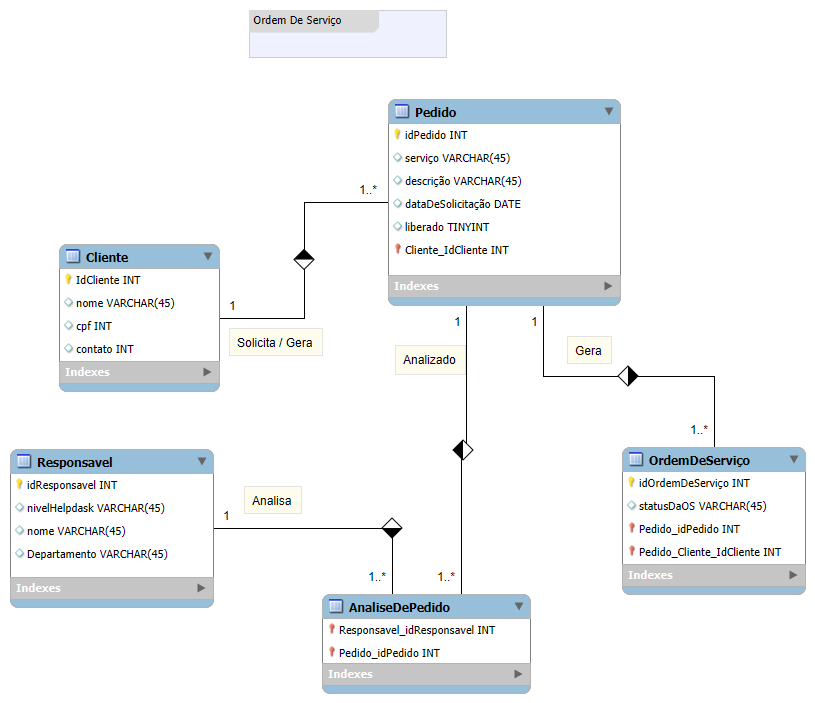 Ordem De Serviço
Pedido
idPedido INT
serviço VARCHAR(45)
descrição VARCHAR(45)
dataDeSolicitação DATE
liberado TINYINT
Cliente_IdCliente INT
Indexes
1..*
Cliente
IdCliente INT
nome VARCHAR(45)
cpf INT
contato INT
Indexes
1
Solicita / Gera
1
Analizado
1
Gera
1..*
Responsavel
idResponsavel INT
nivelHelpdask VARCHAR(45)
nome VARCHAR(45)
Departamento VARCHAR(45)
Indexes
Analisa
1
1..*
1..*
OrdemDeServiço
idOrdemDeServiço INT
statusDaOS VARCHAR(45)
Pedido_idPedido INT
Pedido_Cliente_IdCliente INT
Indexes
AnaliseDePedido
Responsavel_idResponsavel INT
Pedido_idPedido INT
Indexes